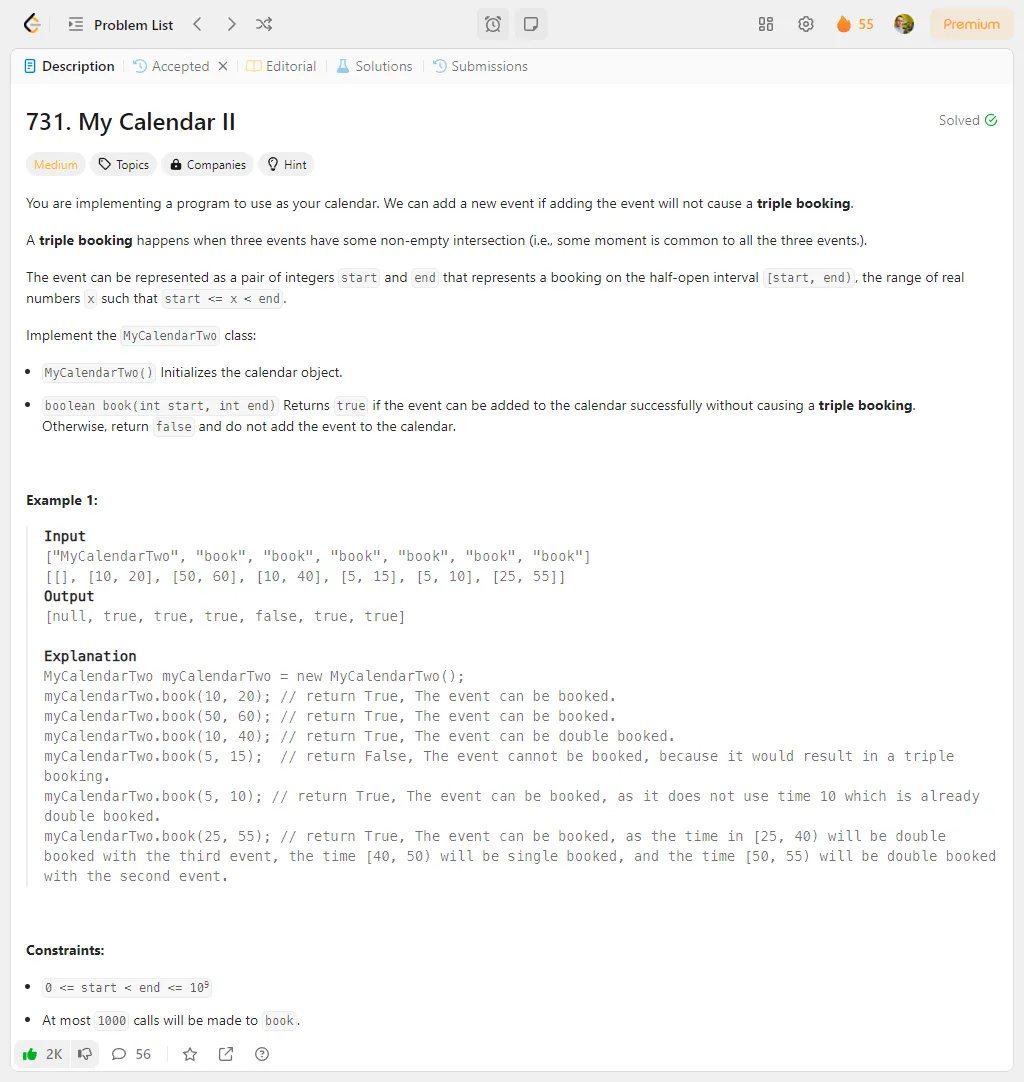 Problem List
55
Premium
Description
Accepted
Editorial
Solutions
Submissions
731. My Calendar II
Solved
Medium
Topics
Companies
Hint
You are implementing a program to use as your calendar. We can add a new event if adding the event will not cause a triple booking.
A triple booking happens when three events have some non-empty intersection (i.e., some moment is common to all the three events.).
The event can be represented as a pair of integers start and end that represents a booking on the half-open interval [start, end), the range of real
numbers x such that start <= x < end.
Implement the MyCalendarTwo class:
• MyCalendarTwo() Initializes the calendar object.
• boolean book(int start, int end) Returns true if the event can be added to the calendar successfully without causing a triple booking.
Otherwise, return false and do not add the event to the calendar.
Example 1:
Input
["MyCalendarTwo", "book", "book", "book", "book", "book", "book"]
[[], [10, 20], [50, 60], [10, 40], [5, 15], [5, 10], [25, 55]]
Output
[null, true, true, true, false, true, true]
Explanation
MyCalendarTwo myCalendarTwo = new MyCalendarTwo();
myCalendarTwo.book(10, 20); // return True, The event can be booked.
myCalendarTwo.book(50, 60); // return True, The event can be booked.
myCalendarTwo.book(10, 40); // return True, The event can be double booked.
myCalendarTwo.book(5, 15);  // return False, The event cannot be booked, because it would result in a triple
booking.
myCalendarTwo.book(5, 10); // return True, The event can be booked, as it does not use time 10 which is already
double booked.
myCalendarTwo.book(25, 55); // return True, The event can be booked, as the time in [25, 40) will be double
booked with the third event, the time [40, 50) will be single booked, and the time [50, 55) will be double booked
with the second event.
Constraints:
• 0 <= start < end <= 10⁹
• At most 1000 calls will be made to book.
2K
56